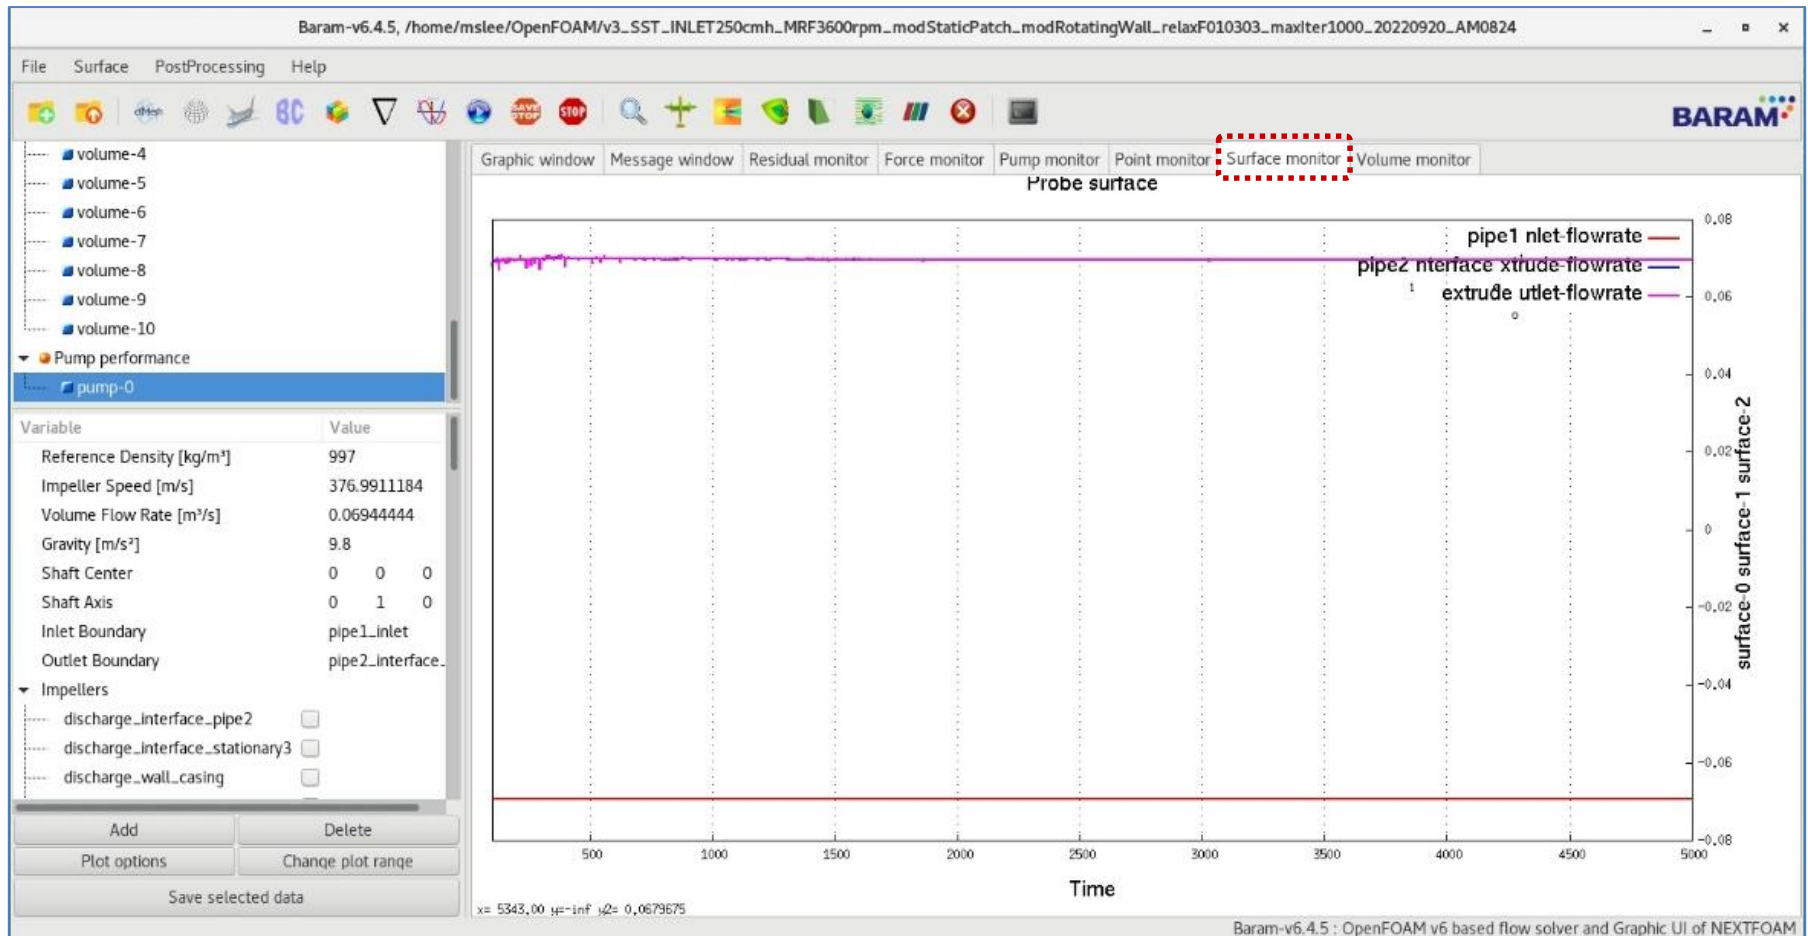 Baram-v6.4.5, /home/mslee/OpenFOAM/v3_SST_INLET250cmh_MRF3600rpm_modStaticPatch_modRotatingWall_relaxF010303_maxIter1000_20220920_AM0824
File Surface PostProcessing Help
BC SAVE STOP STOP
BARAM
volume-4
volume-5
volume-6
volume-7
volume-8
volume-9
volume-10
Pump performance
pump-0
Variable Value
Reference Density [kg/m³] 997
Impeller Speed [m/s] 376.9911184
Volume Flow Rate [m³/s] 0.06944444
Gravity [m/s²] 9.8
Shaft Center 0 0 0
Shaft Axis 0 1 0
Inlet Boundary pipe1_inlet
Outlet Boundary pipe2_interface_
Impellers
discharge_interface_pipe2
discharge_interface_stationary3
discharge_wall_casing
Add Delete
Plot options Change plot range
Save selected data
Graphic window Message window Residual monitor Force monitor Pump monitor Point monitor Surface monitor Volume monitor
Probe surface
pipe1 nlet-flowrate
pipe2 nterface xtrude-flowrate
extrude utlet-flowrate
0.08
0.06
0.04
0.02
0
-0.02
-0.04
-0.06
-0.08
surface-0 surface-1 surface-2
500 1000 1500 2000 2500 3000 3500 4000 4500 5000
Time
x= 5343,00 y=-inf y2= 0,0679675
Baram-v6.4.5 : OpenFOAM v6 based flow solver and Graphic UI of NEXTFOAM